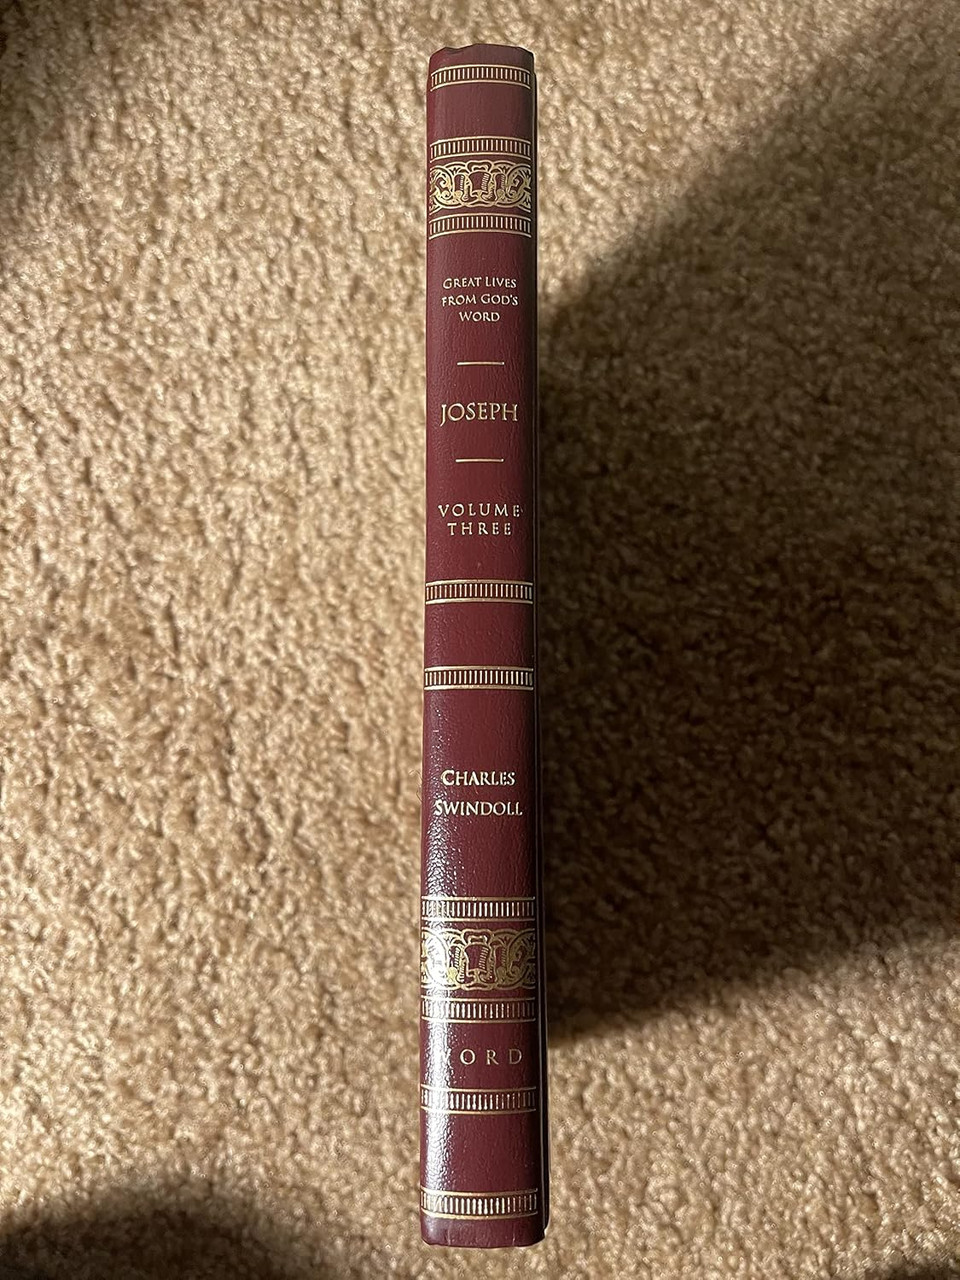 GREAT LIVES
FROM GOD'S
WORD
JOSEPH
VOLUME
THREE
CHARLES
SWINDOLL
WORD